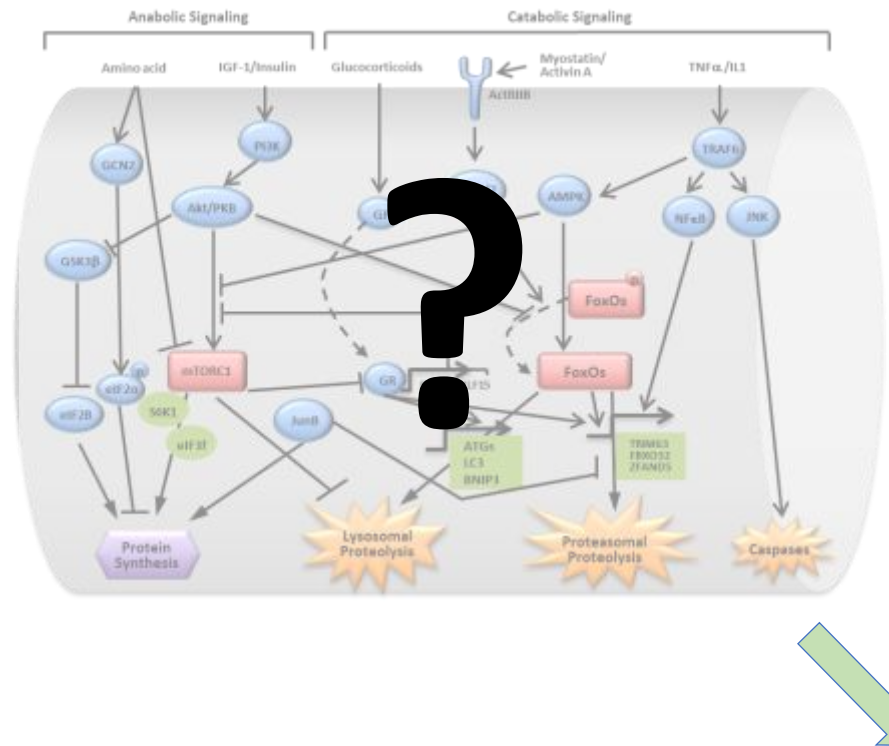 Anabolic Signaling
Catabolic Signaling
Amino acid
IGF-1/Insulin
Glucocorticoids
Myostatin/
Activin A
TNFα./IL1
ActRIIB
PI3K
TRAF6
GCN2
Akt/PKB
AMPK
NFκB
JNK
GSK3β
FoxOs
mTORC1
GR
FoxOs
eIF2α
eIF2B
S6K1
eIF3f
JunB
ATGs
LC3
BNIP3
TRIM63
FBXO32
ZFAND5
Protein
Synthesis
Lysosomal
Proteolysis
Proteasomal
Proteolysis
Caspases
?